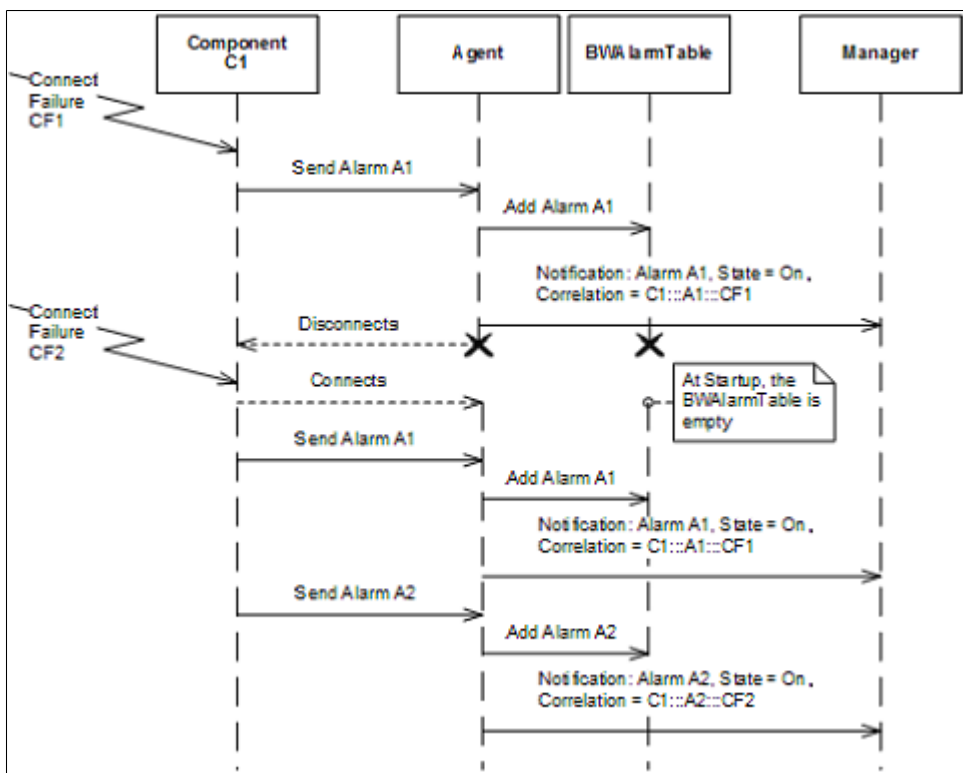 Component
C1
Agent
BWAlarmTable
Manager
Connect
Failure
CF1
Send Alarm A1
Add Alarm A1
Notification: Alarm A1, State = On,
Correlation = C1:::A1:::CF1
Connect
Failure
CF2
Disconnects
Connects
At Startup, the
BWAlarmTable is
empty
Send Alarm A1
Add Alarm A1
Notification: Alarm A1, State = On,
Correlation = C1:::A1:::CF1
Send Alarm A2
Add Alarm A2
Notification: Alarm A2, State = On,
Correlation = C1:::A2:::CF2